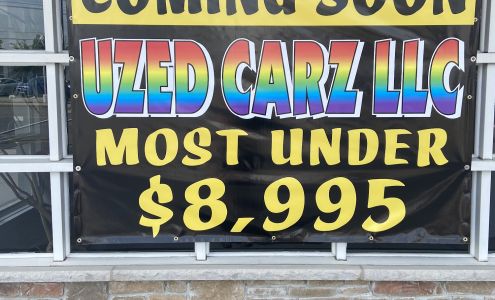 COMING SOON
UZED CARZ LLC
MOST UNDER
$8,995